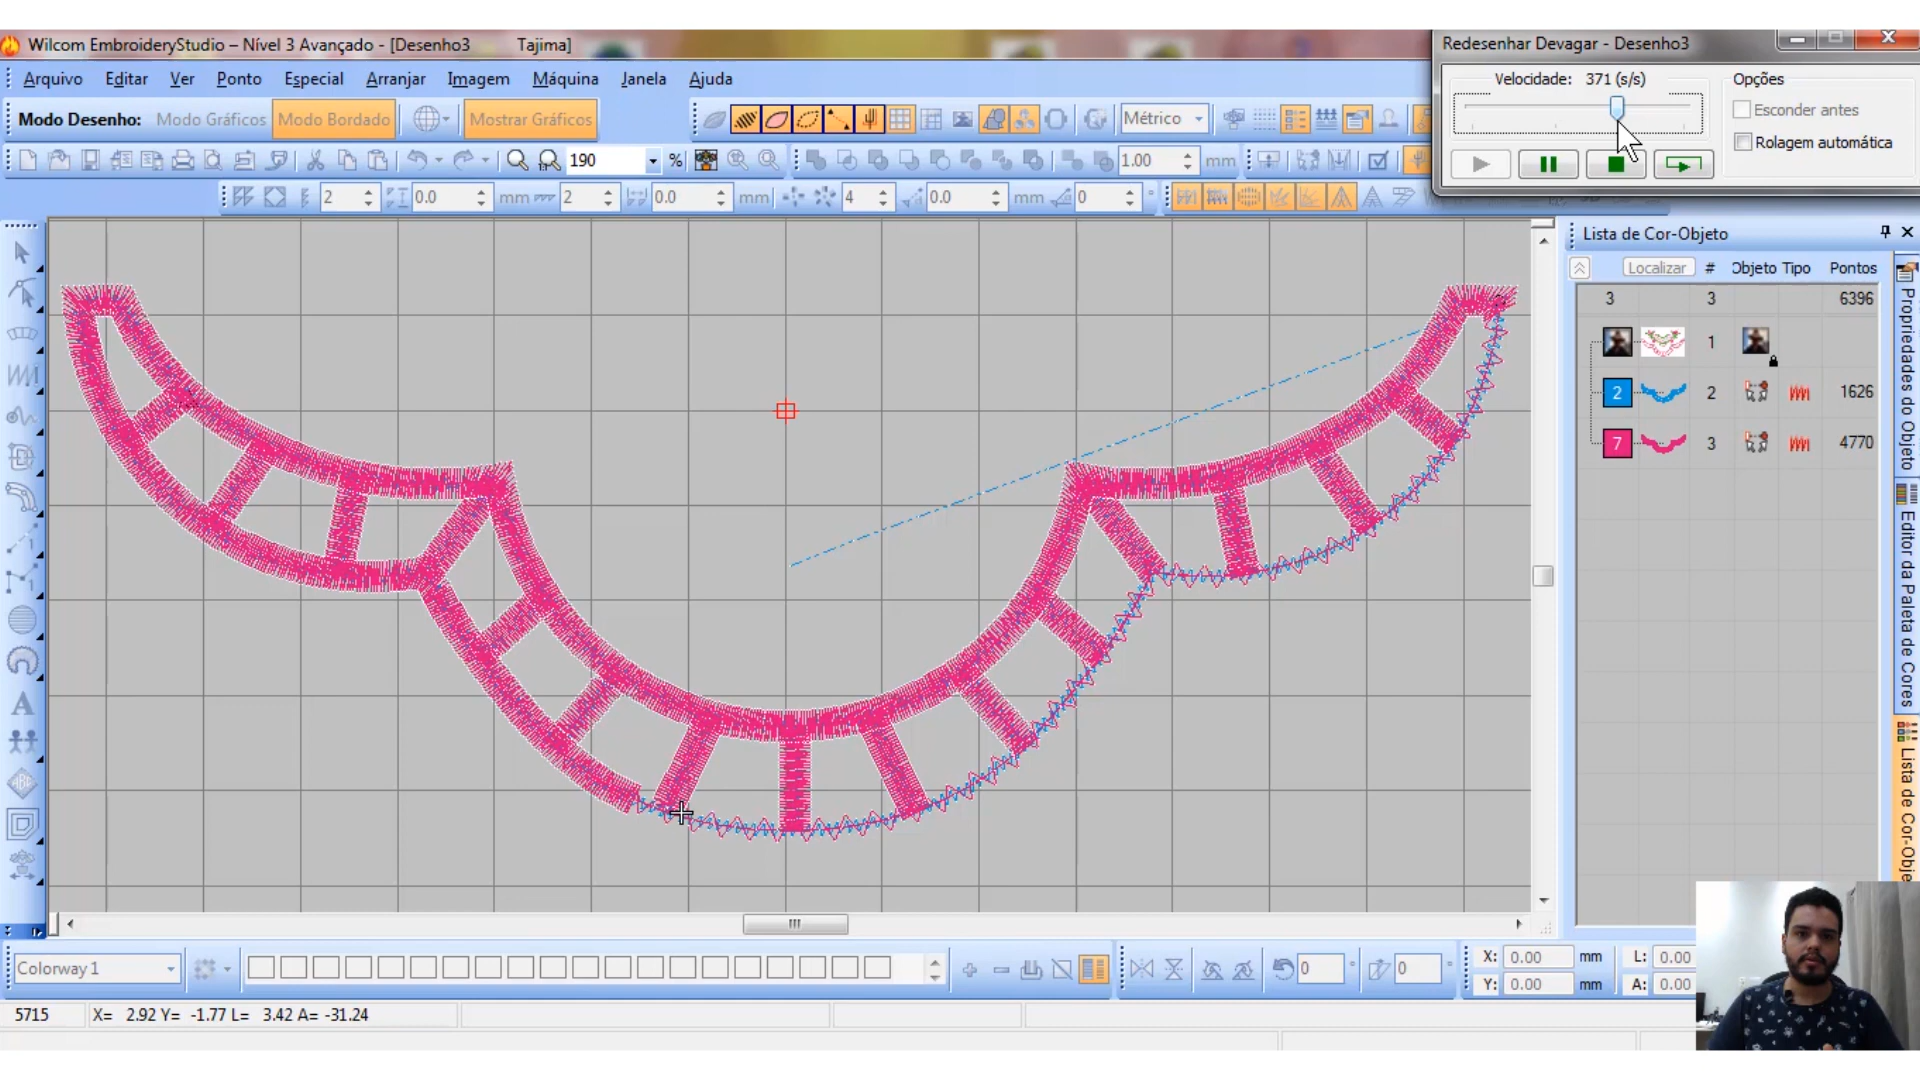 Wilcom EmbroideryStudio – Nível 3 Avançado - [Desenho3 Tajima]
Redesenhar Devagar - Desenho3
Arquivo Editar Ver Ponto Especial Arranjar Imagem Máquina Janela Ajuda
Velocidade: 371 (s/s)
Opções
Esconder antes
Rolagem automática
Modo Desenho: Modo Gráficos Modo Bordado Mostrar Gráficos Métrico
190 % 1.00 mm
2 0.0 mm 2 0.0 mm 4 0.0 mm 0 °
Lista de Cor-Objeto
Localizar # Objeto Tipo Pontos
3 3 6396
1
2 2 1626
7 3 4770
Propriedades do Objeto
Editor da Paleta de Cores
Lista de Cor-Obje
Colorway 1
0 ° 0 °
X: 0.00 mm L: 0.00
Y: 0.00 mm A: 0.00
5715 X= 2.92 Y= -1.77 L= 3.42 A= -31.24